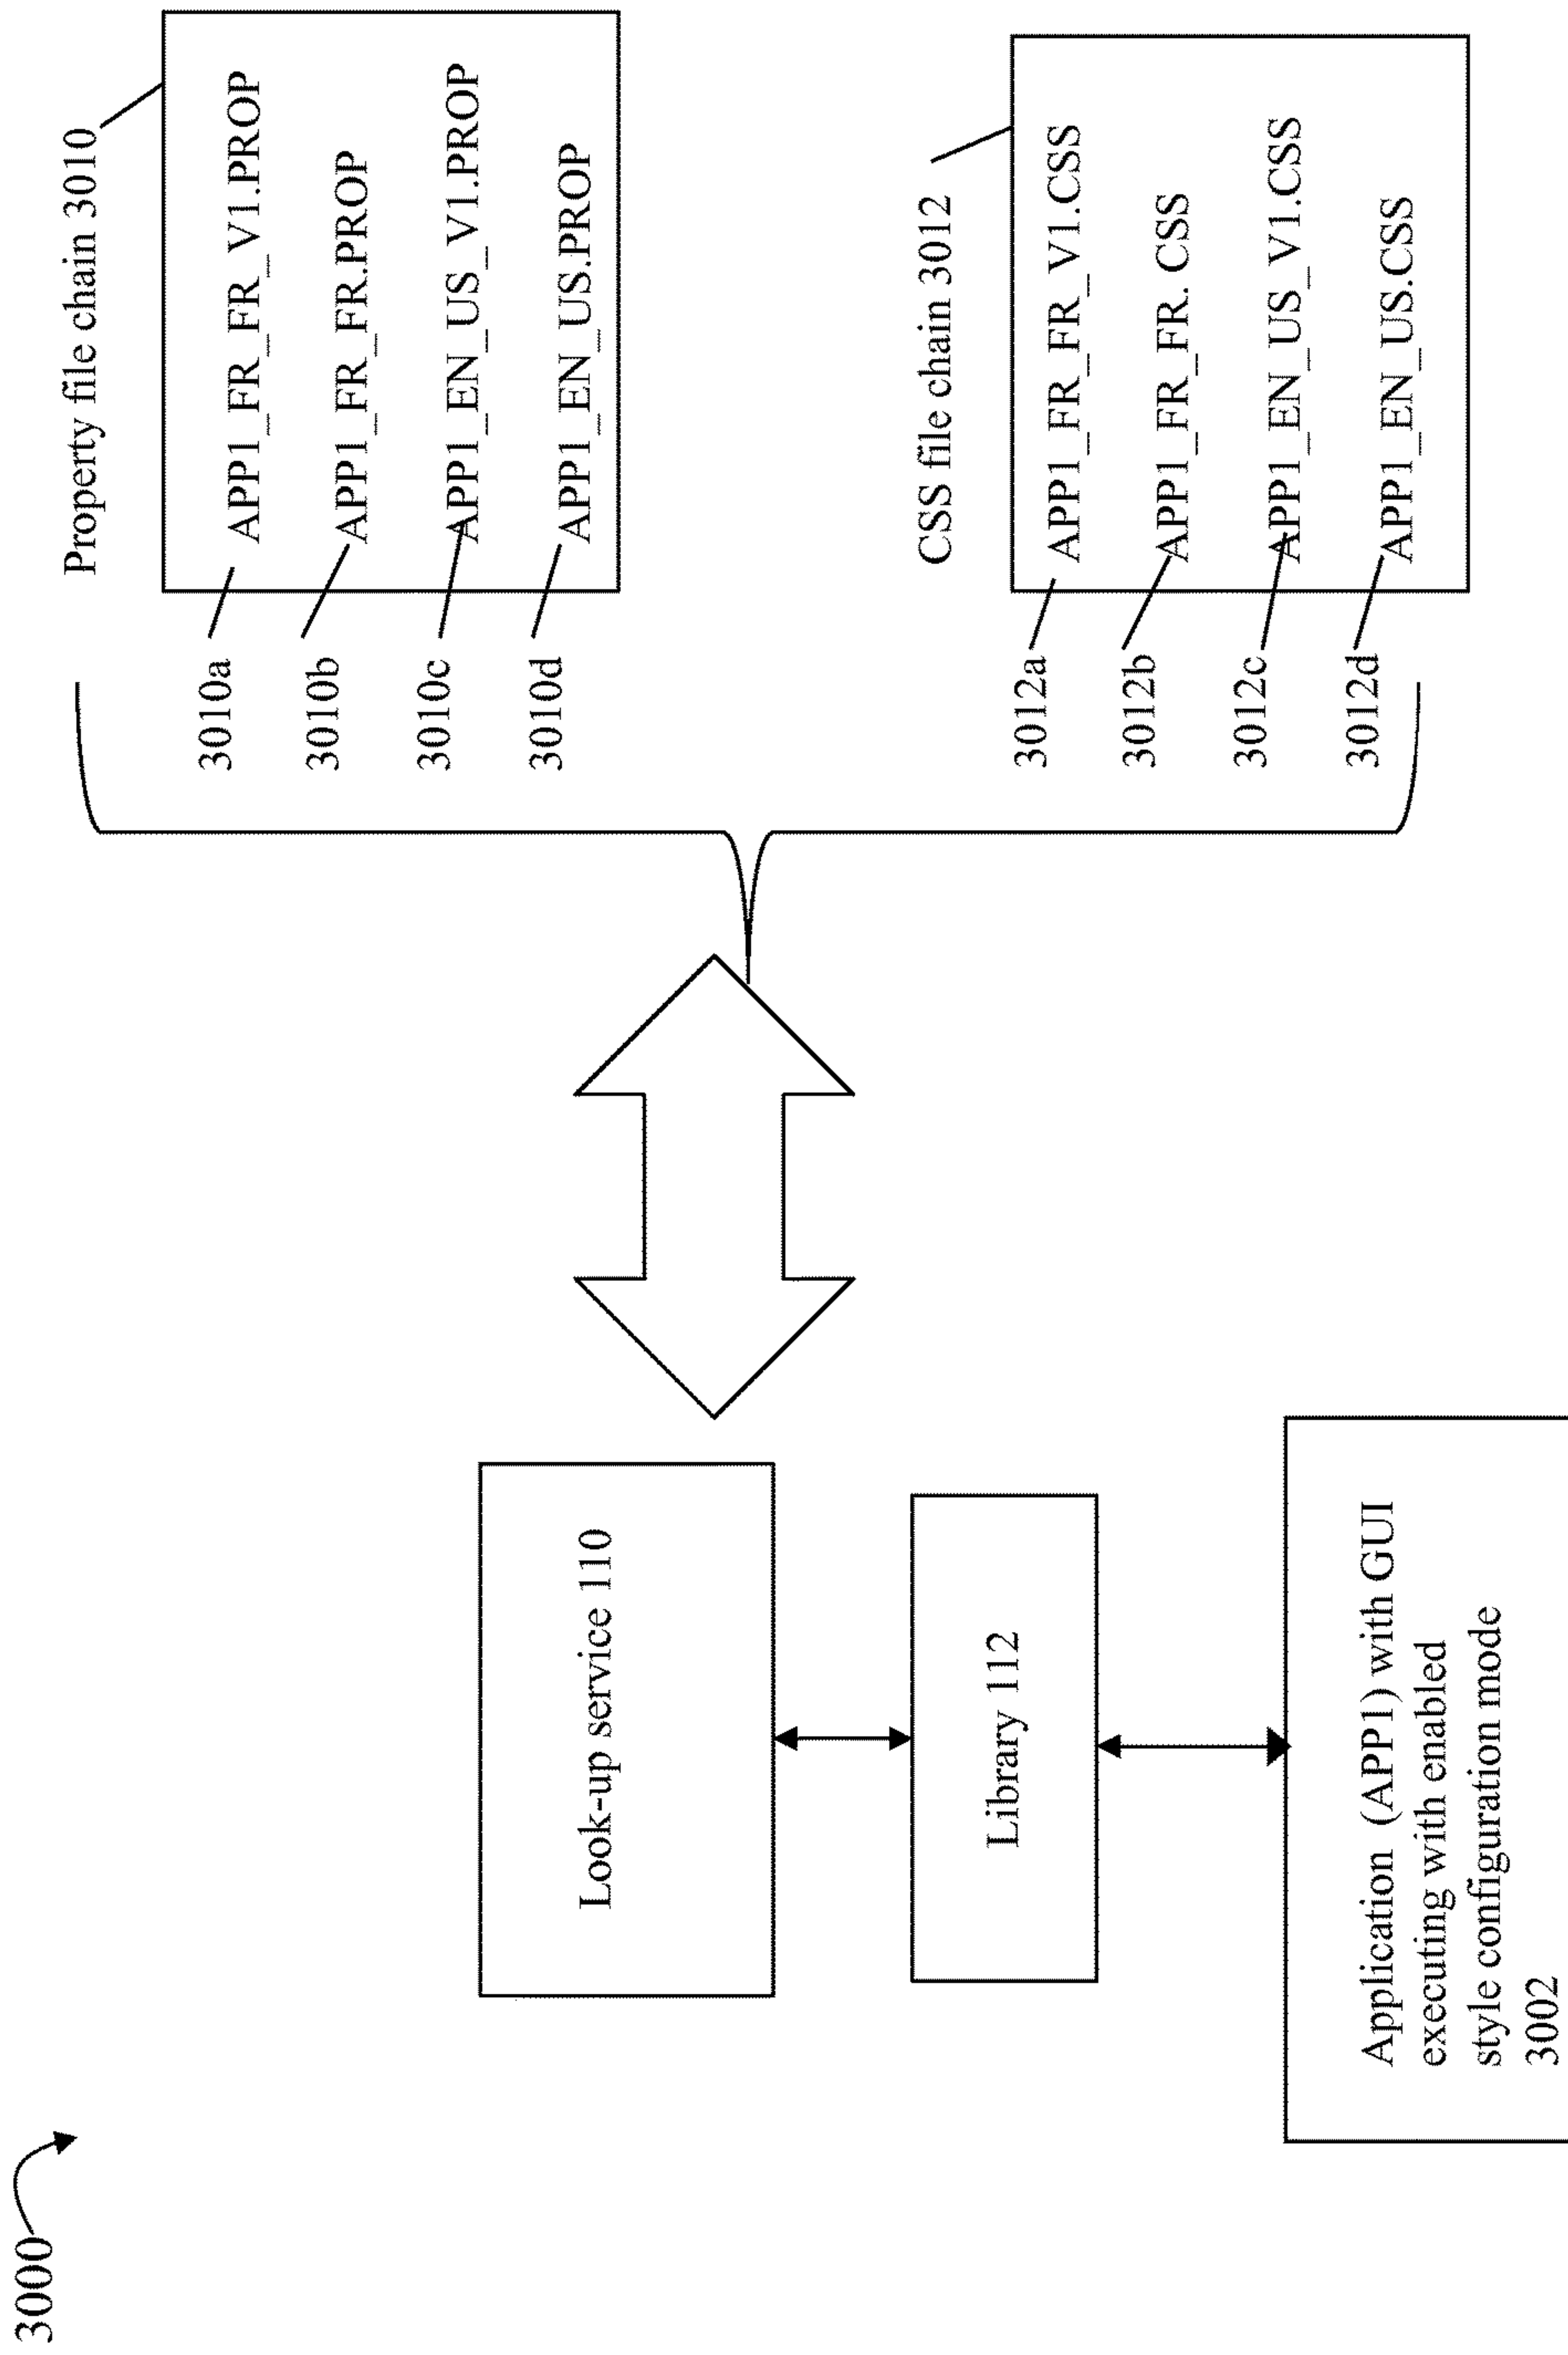 3000
Look-up service 110
Library 112
Application (APP1) with GUI
executing with enabled
style configuration mode
3002
Property file chain 3010
3010a
APP1_FR_FR_V1.PROP
3010b
APP1_FR_FR.PROP
3010c
APP1_EN_US_V1.PROP
3010d
APP1_EN_US.PROP
CSS file chain 3012
3012a
APP1_FR_FR_V1.CSS
3012b
APP1_FR_FR. CSS
3012c
APP1_EN_US_V1.CSS
3012d
APP1_EN_US.CSS